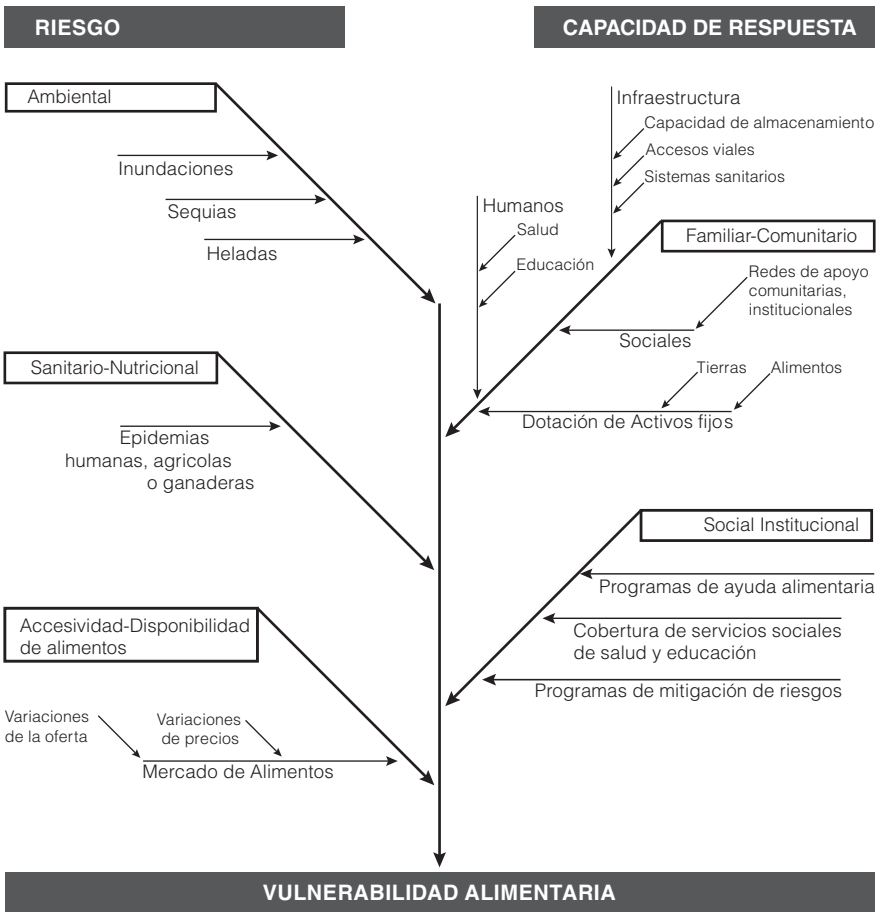 RIESGO
CAPACIDAD DE RESPUESTA
Ambiental
Inundaciones
Sequias
Heladas
Sanitario-Nutricional
Epidemias
humanas, agricolas
o ganaderas
Accesividad-Disponibilidad
de alimentos
Variaciones
de la oferta
Variaciones
de precios
Mercado de Alimentos
Infraestructura
Capacidad de almacenamiento
Accesos viales
Sistemas sanitarios
Humanos
Salud
Educación
Familiar-Comunitario
Redes de apoyo
comunitarias,
institucionales
Sociales
Tierras
Alimentos
Dotación de Activos fijos
Social Institucional
Programas de ayuda alimentaria
Cobertura de servicios sociales
de salud y educación
Programas de mitigación de riesgos
VULNERABILIDAD ALIMENTARIA